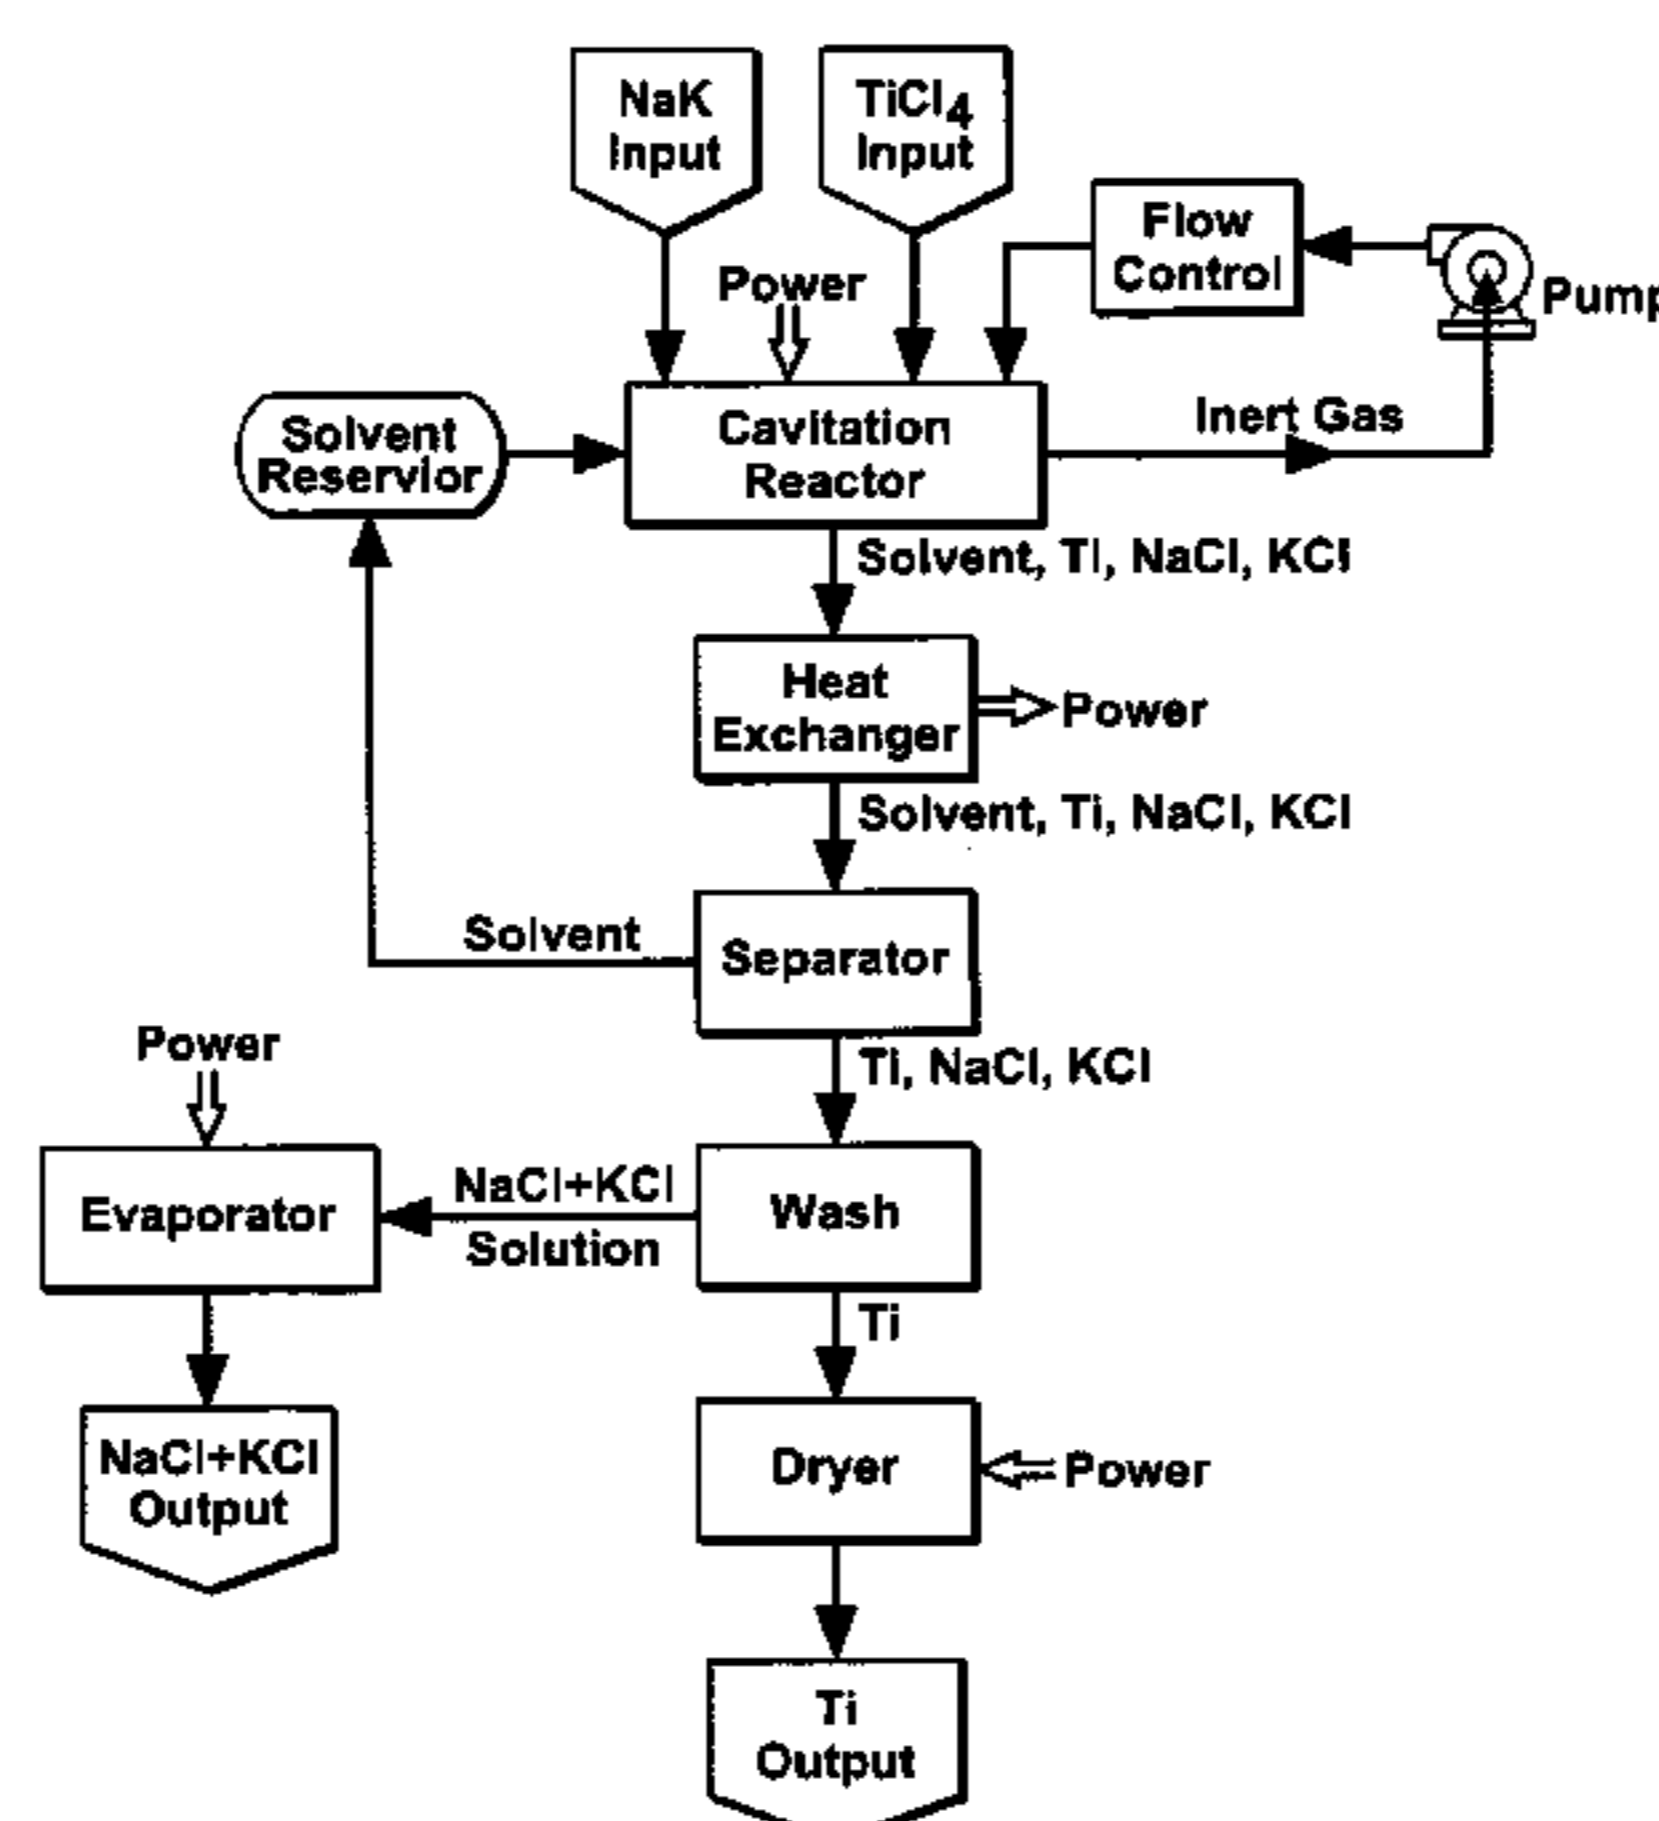 NaK
Input
TiCl4
Input
Flow
Control
Power
Pump
Solvent
Reservior
Cavitation
Reactor
Inert Gas
Solvent, Ti, NaCl, KCl
Heat
Exchanger
Power
Solvent, Ti, NaCl, KCl
Solvent
Separator
Power
Ti, NaCl, KCl
Evaporator
NaCl+KCl
Solution
Wash
Ti
NaCl+KCl
Output
Dryer
Power
Ti
Output